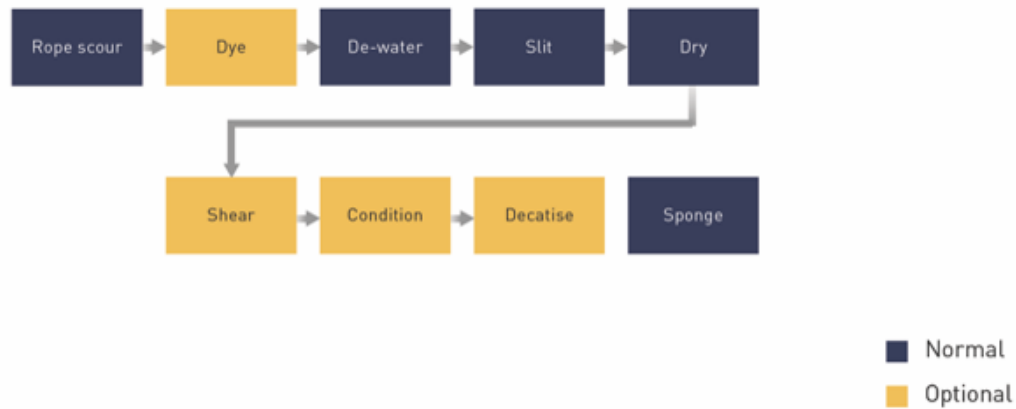 Rope scour
Dye
De-water
Slit
Dry
Shear
Condition
Decatise
Sponge
Normal
Optional